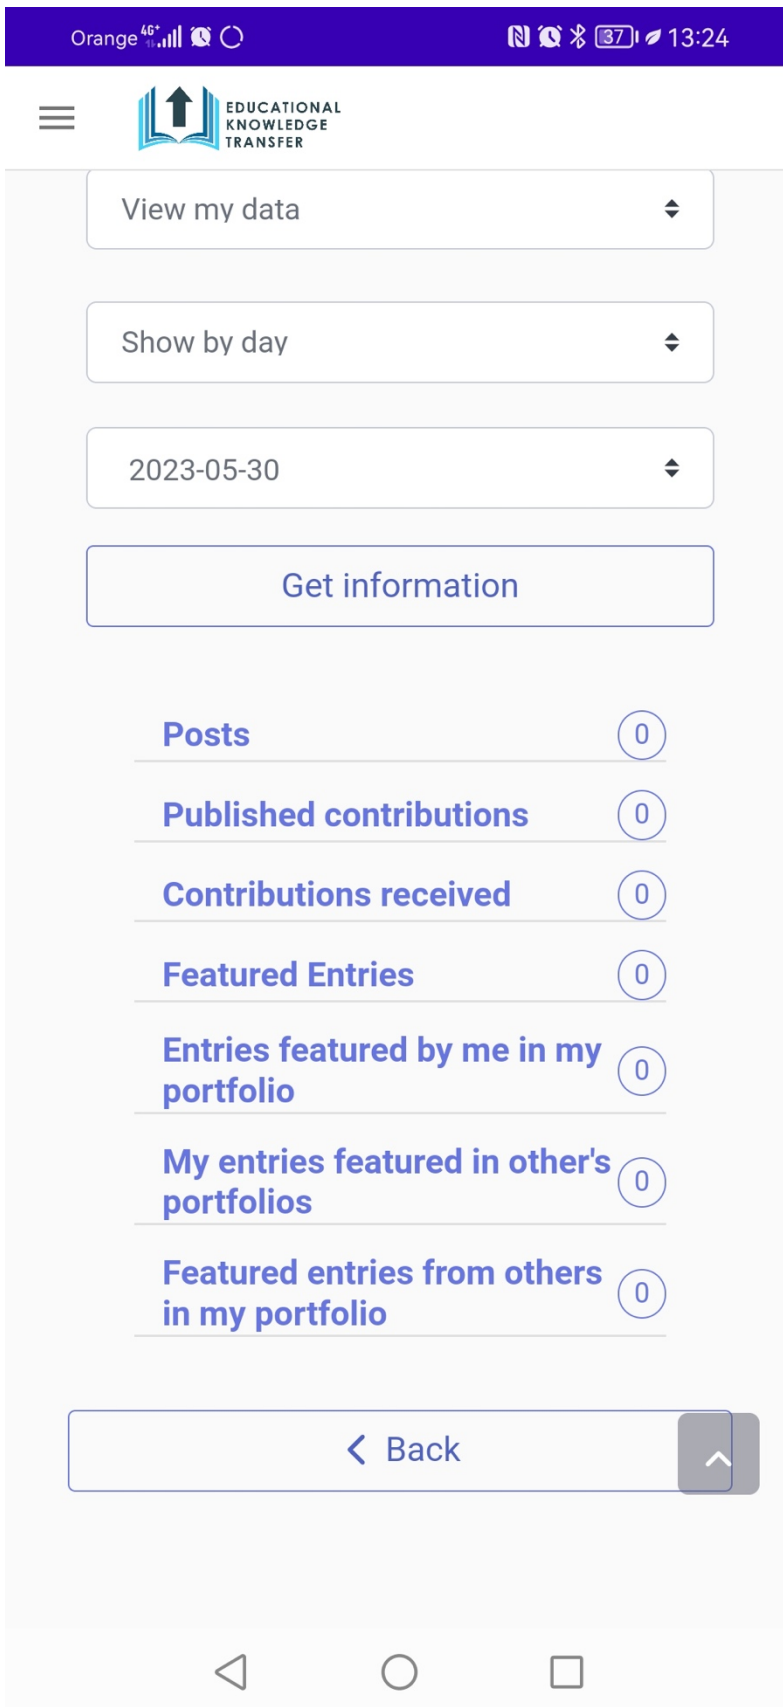 Orange 4G+ 37 13:24
EDUCATIONAL
KNOWLEDGE
TRANSFER
View my data
Show by day
2023-05-30
Get information
Posts 0
Published contributions 0
Contributions received 0
Featured Entries 0
Entries featured by me in my
portfolio 0
My entries featured in other's
portfolios 0
Featured entries from others
in my portfolio 0
Back